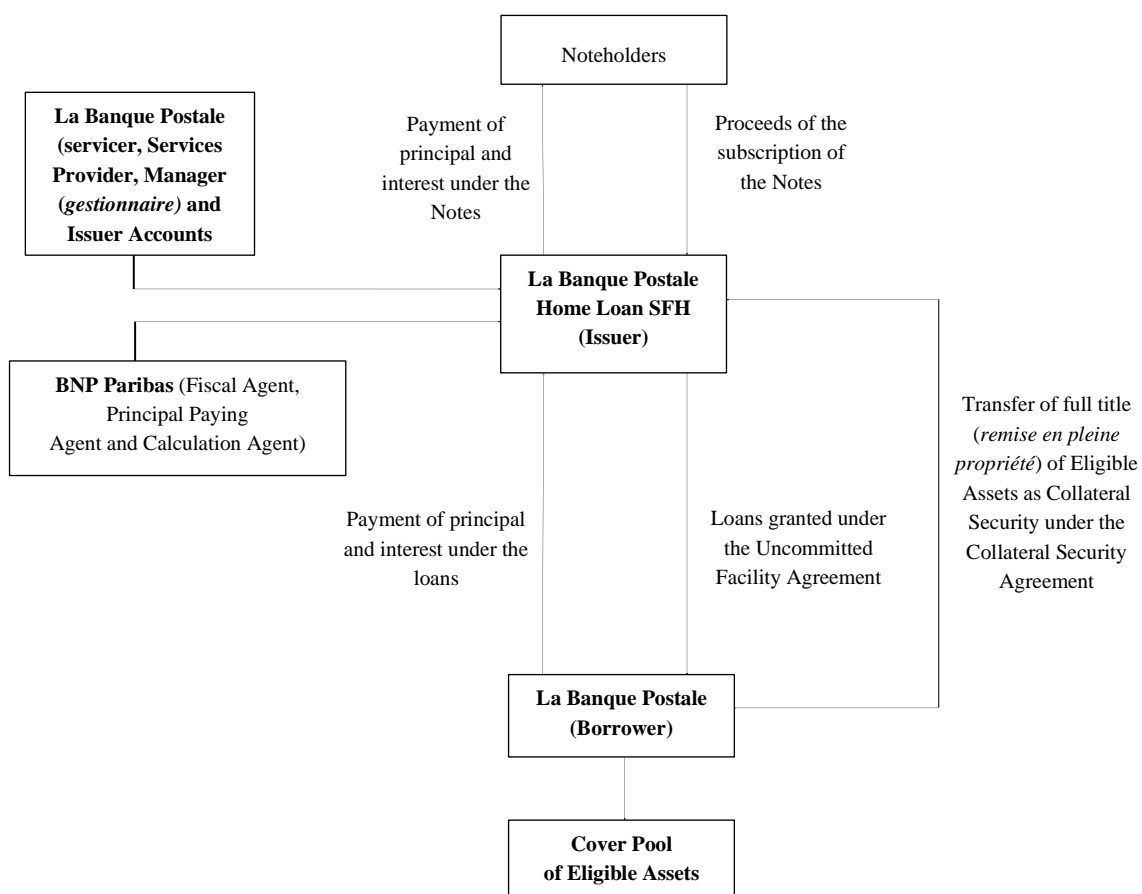 Noteholders
La Banque Postale
(servicer, Services
Provider, Manager
(gestionnaire) and
Issuer Accounts
Payment of
principal and
interest under the
Notes
Proceeds of the
subscription of
the Notes
La Banque Postale
Home Loan SFH
(Issuer)
BNP Paribas (Fiscal Agent,
Principal Paying
Agent and Calculation Agent)
Transfer of full title
(remise en pleine
propriété) of Eligible
Assets as Collateral
Security under the
Collateral Security
Agreement
Payment of principal
and interest under the
loans
Loans granted under
the Uncommitted
Facility Agreement
La Banque Postale
(Borrower)
Cover Pool
of Eligible Assets